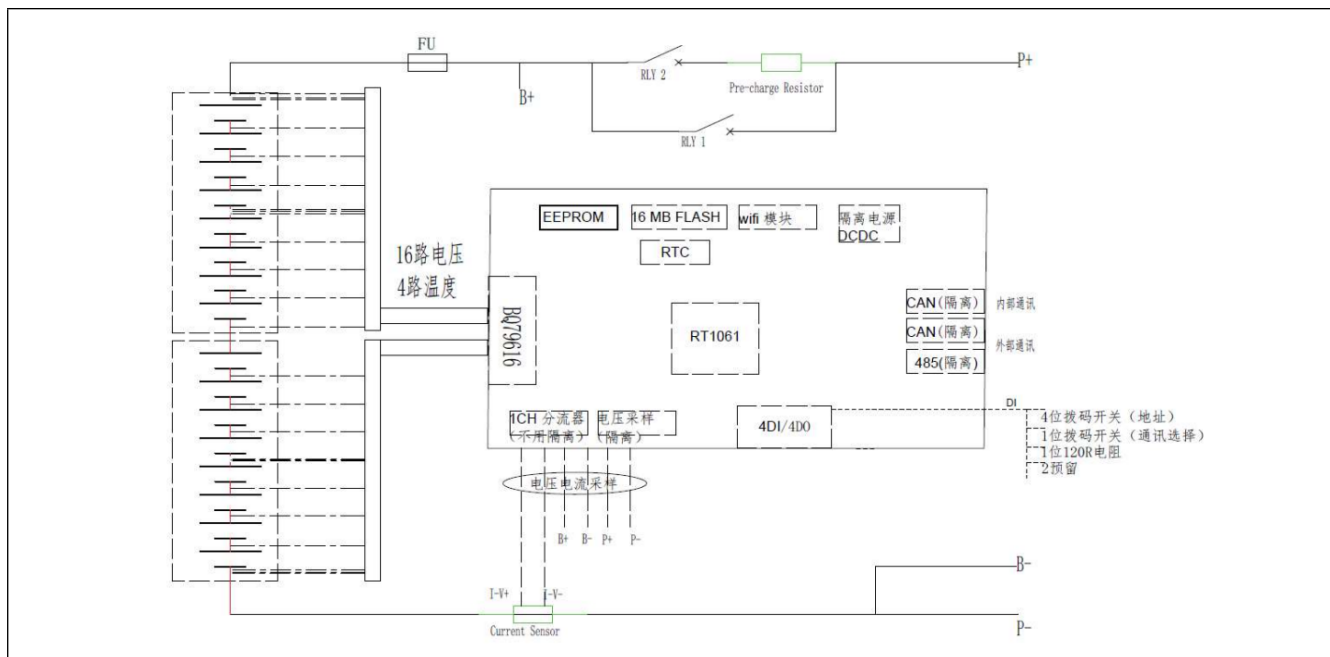 FU
P+
RLY 2
Pre-charge Resistor
B+
RLY 1
EEPROM
16 MB FLASH
wifi 模块
隔离电源
DCDC
RTC
16路电压
4路温度
BQ79616
RT1061
CAN(隔离)
内部通讯
CAN(隔离)
外部通讯
485(隔离)
1CH 分流器
(不用隔离)
电压采样
(隔离)
4DI/4DO
DI
4位拨码开关（地址）
1位拨码开关（通讯选择）
1位120R电阻
2预留
电压电流采样
B+
B-
P+
P-
I-V+
I-V-
Current Sensor
B-
P-